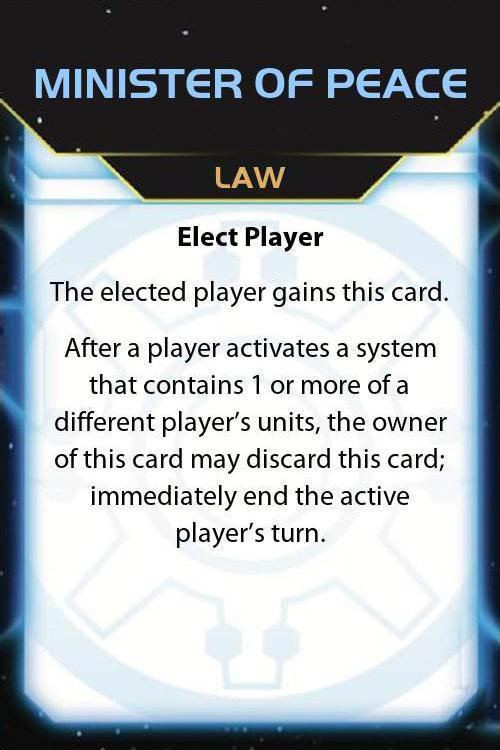 MINISTER OF PEACE
LAW
Elect Player
The elected player gains this card.
After a player activates a system
that contains 1 or more of a
different player’s units, the owner
of this card may discard this card;
immediately end the active
player’s turn.